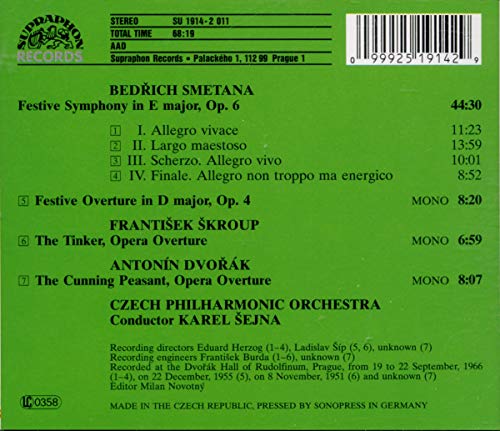 SUPRAPHON
RECORDS
STEREO SU 1914-2 011
TOTAL TIME 68:19
AAD
Supraphon Records • Palackého 1, 112 99 Prague 1
0 99925 19142 9
BEDŘICH SMETANA
Festive Symphony in E major, Op. 6 44:30
1 I. Allegro vivace 11:23
2 II. Largo maestoso 13:59
3 III. Scherzo. Allegro vivo 10:01
4 IV. Finale. Allegro non troppo ma energico 8:52
5 Festive Overture in D major, Op. 4 MONO 8:20
FRANTIŠEK ŠKROUP
6 The Tinker, Opera Overture MONO 6:59
ANTONÍN DVOŘÁK
7 The Cunning Peasant, Opera Overture MONO 8:07
CZECH PHILHARMONIC ORCHESTRA
Conductor KAREL ŠEJNA
Recording directors Eduard Herzog (1–4), Ladislav Šíp (5, 6), unknown (7)
Recording engineers František Burda (1–6), unknown (7)
Recorded at the Dvořák Hall of Rudolfinum, Prague, from 19 to 22 September, 1966
(1–4), on 22 December, 1955 (5), on 8 November, 1951 (6) and unknown (7)
Editor Milan Novotný
LC 0358
MADE IN THE CZECH REPUBLIC, PRESSED BY SONOPRESS IN GERMANY